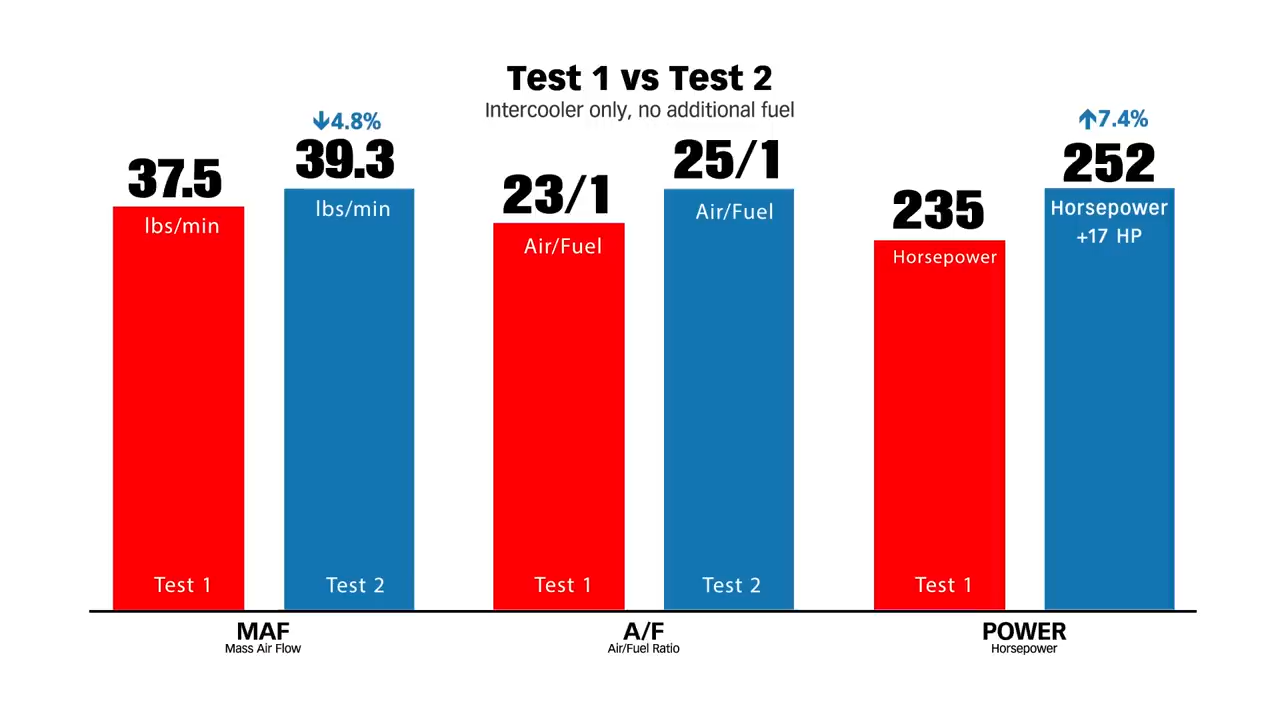 Test 1 vs Test 2
Intercooler only, no additional fuel
37.5
lbs/min
Test 1
↓4.8%
39.3
lbs/min
Test 2
MAF
Mass Air Flow
23/1
Air/Fuel
Test 1
25/1
Air/Fuel
Test 2
A/F
Air/Fuel Ratio
235
Horsepower
Test 1
↑7.4%
252
Horsepower
+17 HP
POWER
Horsepower